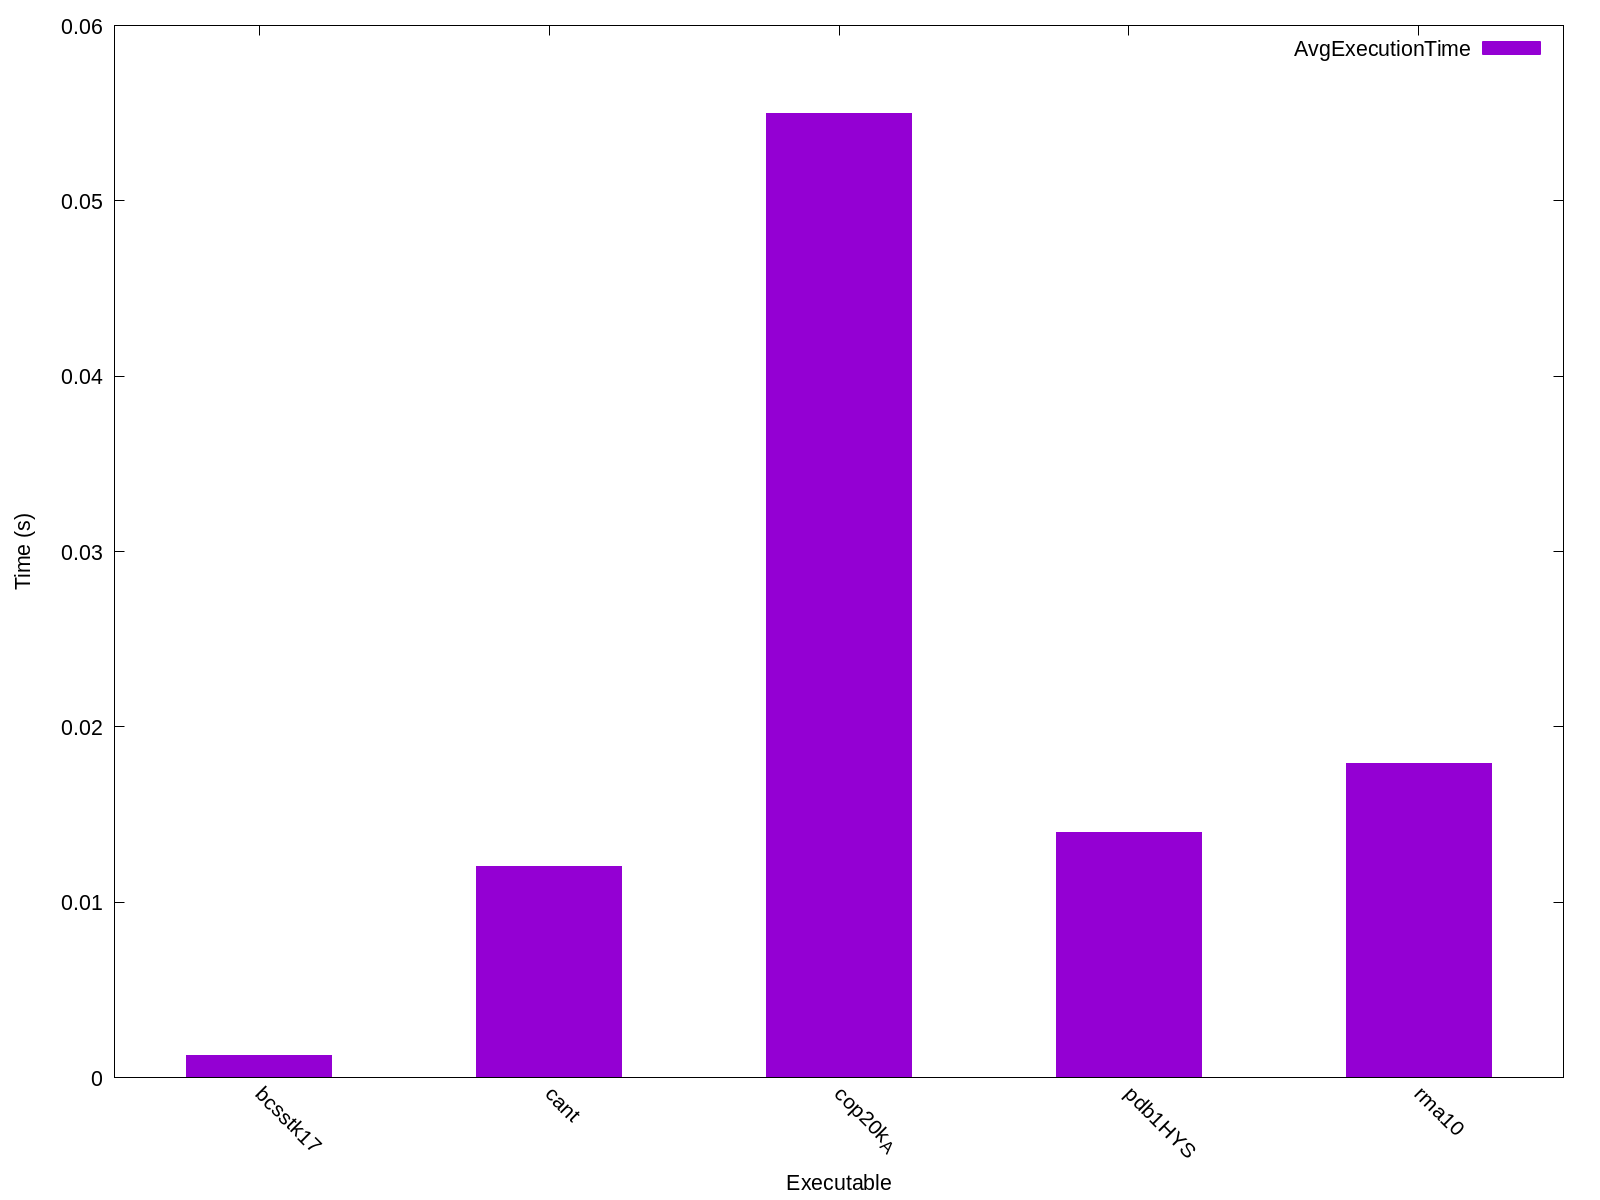 0.06
AvgExecutionTime
0.05
0.04
0.03
0.02
0.01
0
Time (s)
bcsstk17
cant
cop20kA
pdb1HYS
rma10
Executable